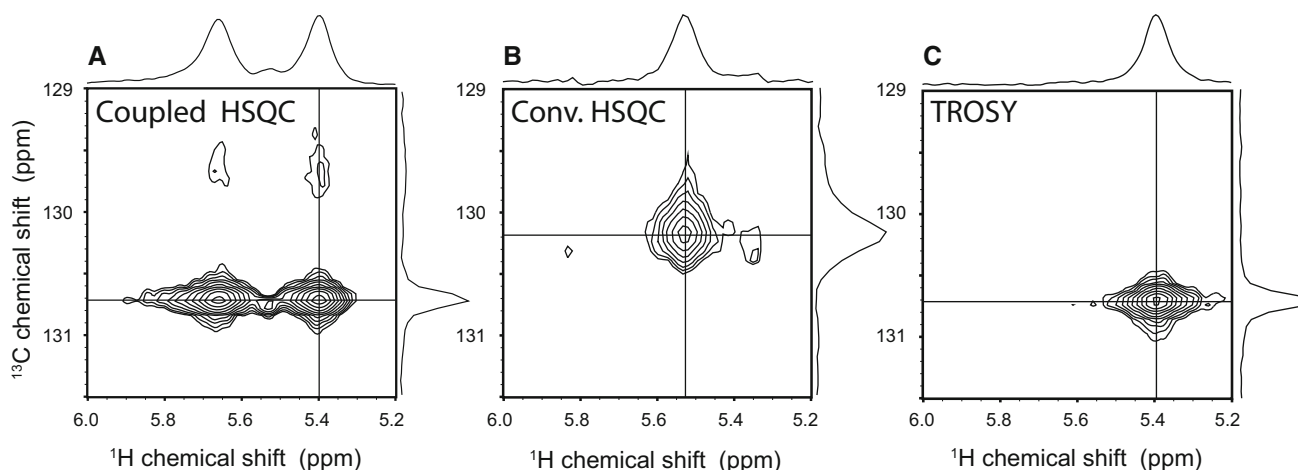 A
Coupled HSQC
129
130
131
¹³C chemical shift (ppm)
6.0 5.8 5.6 5.4 5.2
¹H chemical shift (ppm)
B
Conv. HSQC
129
130
131
6.0 5.8 5.6 5.4 5.2
¹H chemical shift (ppm)
C
TROSY
129
130
131
6.0 5.8 5.6 5.4 5.2
¹H chemical shift (ppm)